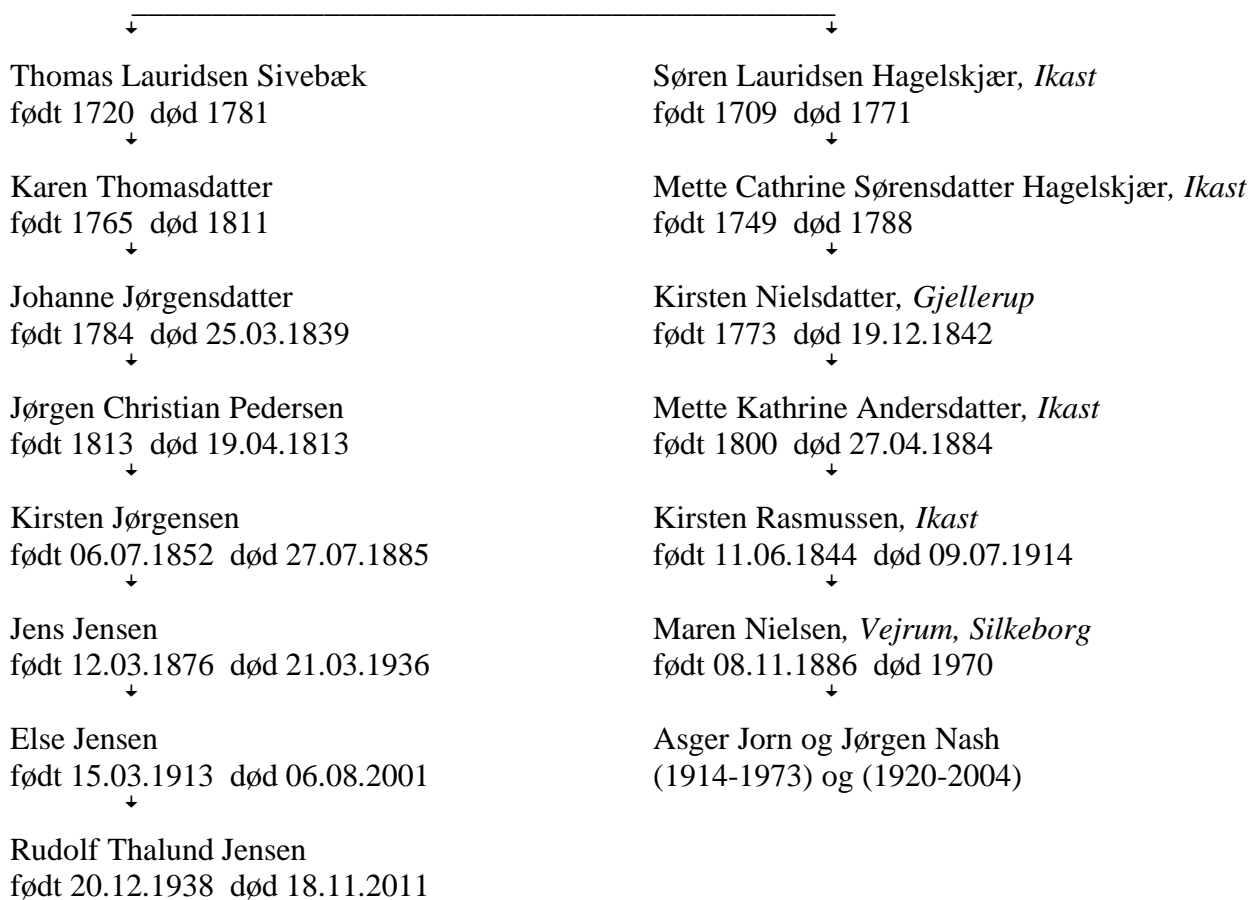 Thomas Lauridsen Sivebæk
født 1720 død 1781
Karen Thomasdatter
født 1765 død 1811
Johanne Jørgensdatter
født 1784 død 25.03.1839
Jørgen Christian Pedersen
født 1813 død 19.04.1813
Kirsten Jørgensen
født 06.07.1852 død 27.07.1885
Jens Jensen
født 12.03.1876 død 21.03.1936
Else Jensen
født 15.03.1913 død 06.08.2001
Rudolf Thalund Jensen
født 20.12.1938 død 18.11.2011
Søren Lauridsen Hagelskjær, Ikast
født 1709 død 1771
Mette Cathrine Sørensdatter Hagelskjær, Ikast
født 1749 død 1788
Kirsten Nielsdatter, Gjellerup
født 1773 død 19.12.1842
Mette Kathrine Andersdatter, Ikast
født 1800 død 27.04.1884
Kirsten Rasmussen, Ikast
født 11.06.1844 død 09.07.1914
Maren Nielsen, Vejrum, Silkeborg
født 08.11.1886 død 1970
Asger Jorn og Jørgen Nash
(1914-1973) og (1920-2004)